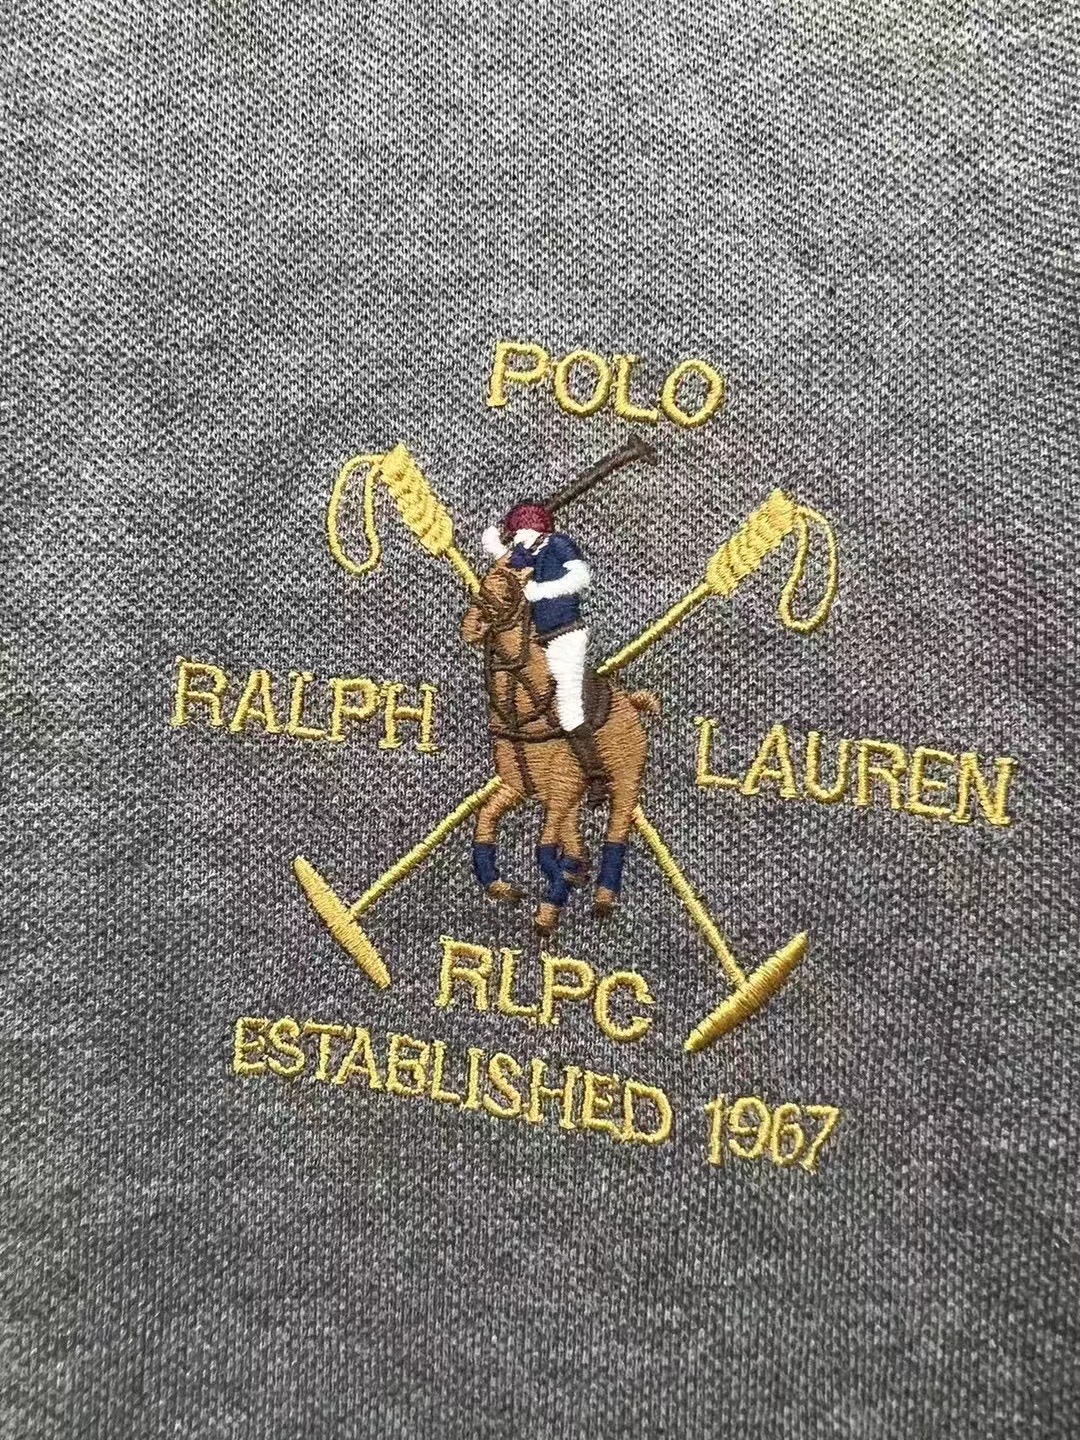 POLO
RALPH LAUREN
RLPC
ESTABLISHED 1967